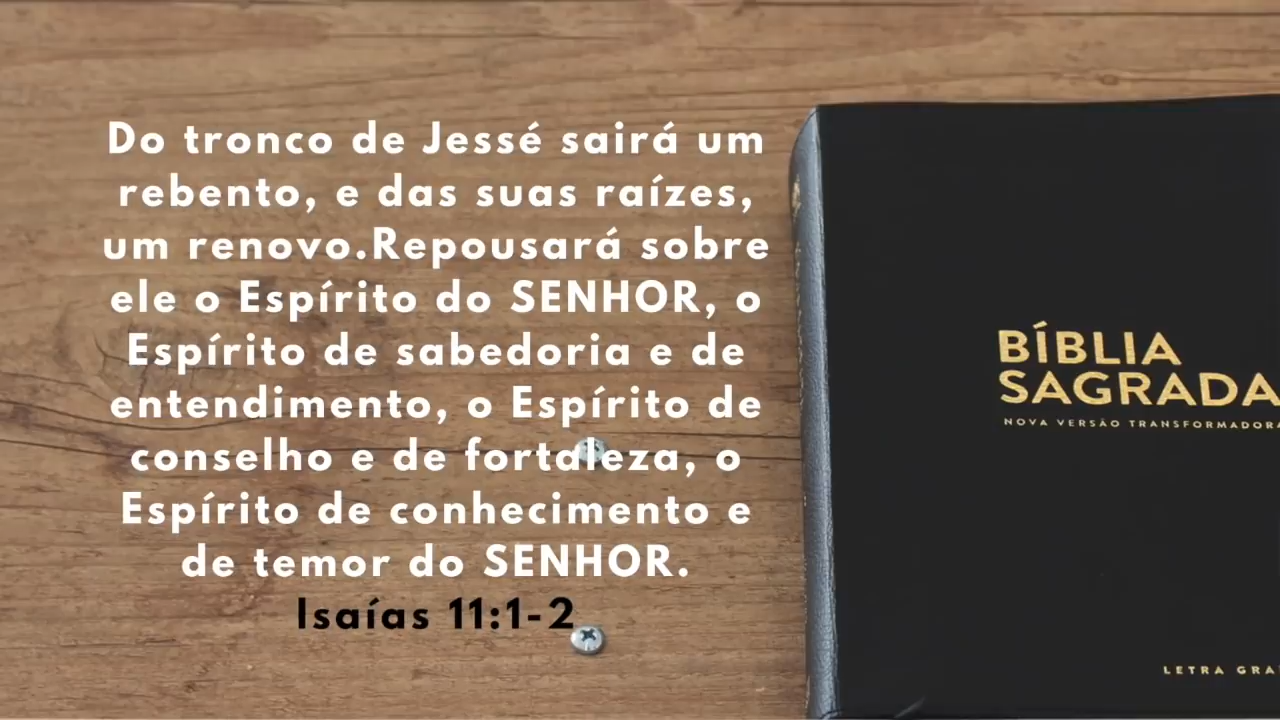 Do tronco de Jessé sairá um
rebento, e das suas raízes,
um renovo.Repousará sobre
ele o Espírito do SENHOR, o
Espírito de sabedoria e de
entendimento, o Espírito de
conselho e de fortaleza, o
Espírito de conhecimento e
de temor do SENHOR.
Isaías 11:1-2
BÍBLIA
SAGRADA
NOVA VERSÃO TRANSFORMADORA
LETRA